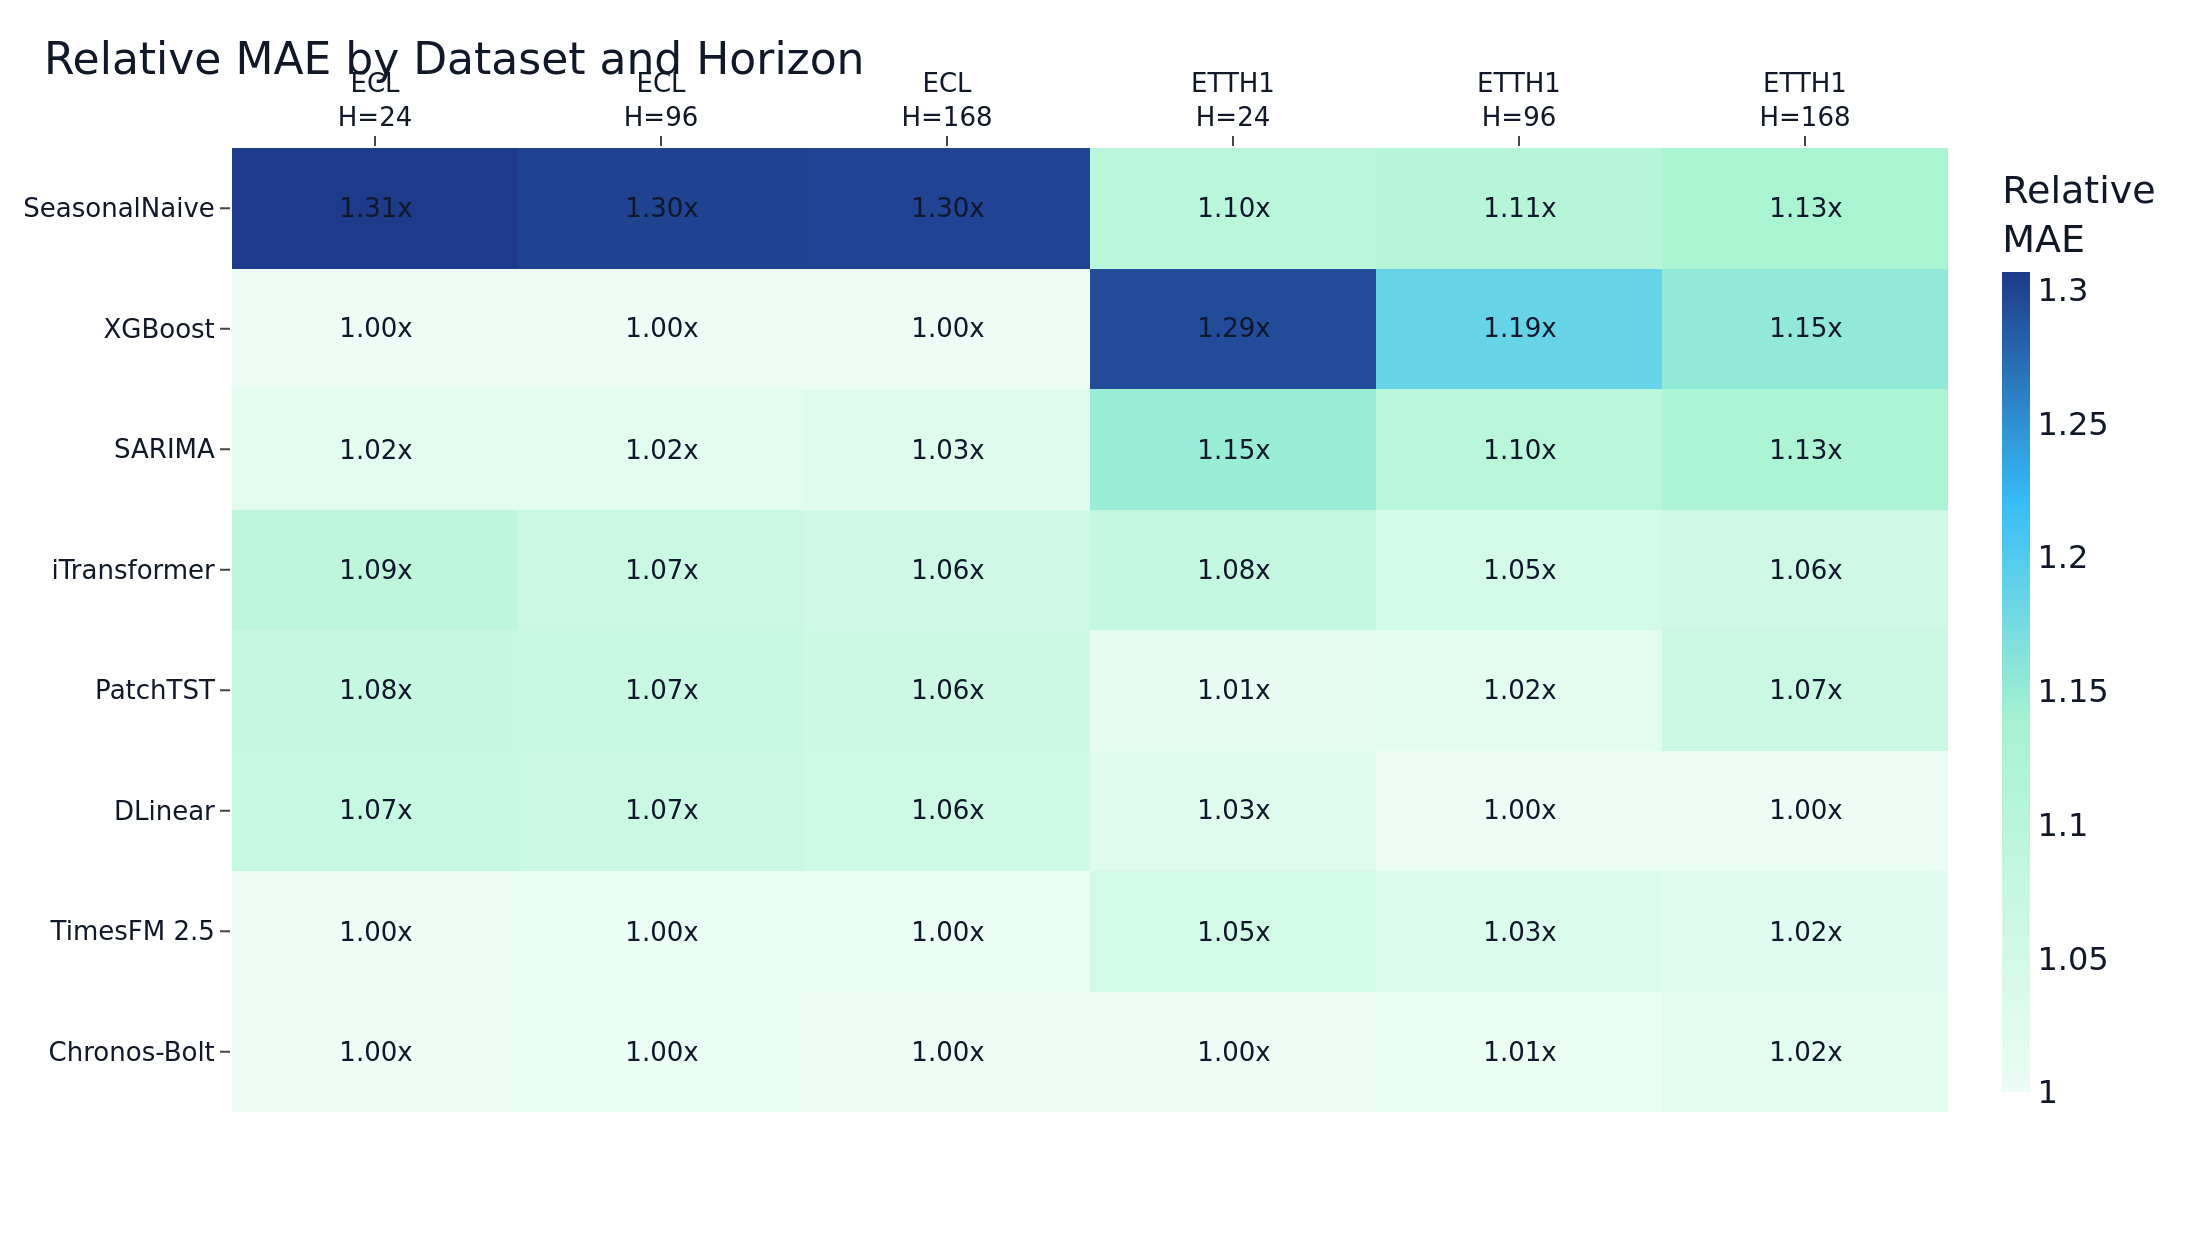 Relative MAE by Dataset and Horizon
ECL ECL ECL ETTH1 ETTH1 ETTH1
H=24 H=96 H=168 H=24 H=96 H=168
SeasonalNaive 1.31x 1.30x 1.30x 1.10x 1.11x 1.13x
XGBoost 1.00x 1.00x 1.00x 1.29x 1.19x 1.15x
SARIMA 1.02x 1.02x 1.03x 1.15x 1.10x 1.13x
iTransformer 1.09x 1.07x 1.06x 1.08x 1.05x 1.06x
PatchTST 1.08x 1.07x 1.06x 1.01x 1.02x 1.07x
DLinear 1.07x 1.07x 1.06x 1.03x 1.00x 1.00x
TimesFM 2.5 1.00x 1.00x 1.00x 1.05x 1.03x 1.02x
Chronos-Bolt 1.00x 1.00x 1.00x 1.00x 1.01x 1.02x
Relative
MAE
1.3
1.25
1.2
1.15
1.1
1.05
1